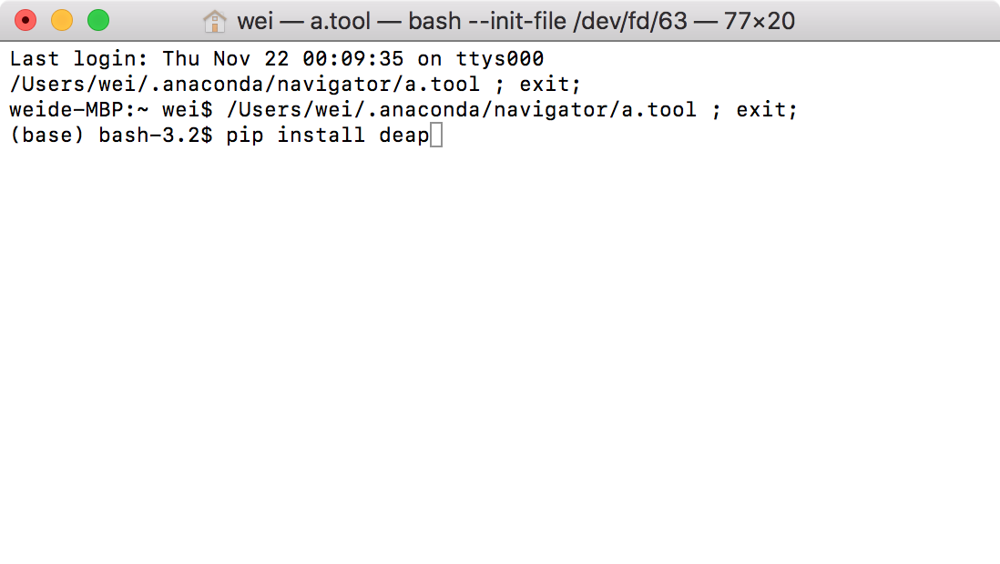 wei — a.tool — bash --init-file /dev/fd/63 — 77×20
Last login: Thu Nov 22 00:09:35 on ttys000
/Users/wei/.anaconda/navigator/a.tool ; exit;
weide-MBP:~ wei$ /Users/wei/.anaconda/navigator/a.tool ; exit;
(base) bash-3.2$ pip install deap